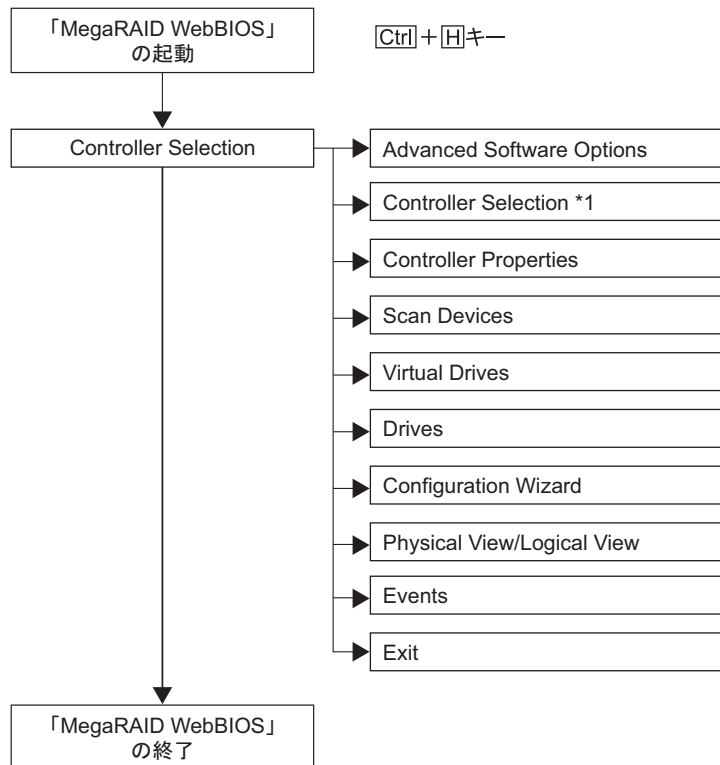 「MegaRAID WebBIOS」
の起動
Ctrl+Hキー
Controller Selection
Advanced Software Options
Controller Selection *1
Controller Properties
Scan Devices
Virtual Drives
Drives
Configuration Wizard
Physical View/Logical View
Events
Exit
「MegaRAID WebBIOS」
の終了